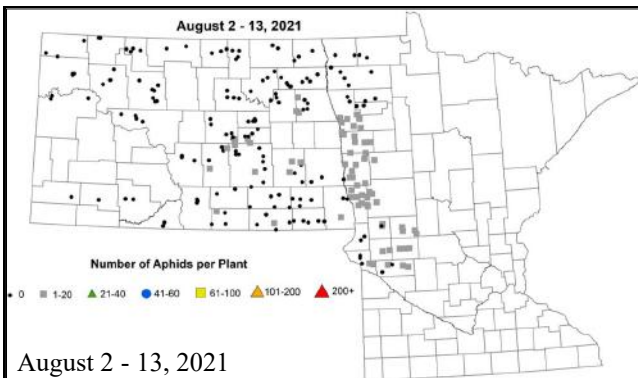 August 2 - 13, 2021
Number of Aphids per Plant
0 1-20 21-40 41-60 61-100 101-200 200+
August 2 - 13, 2021